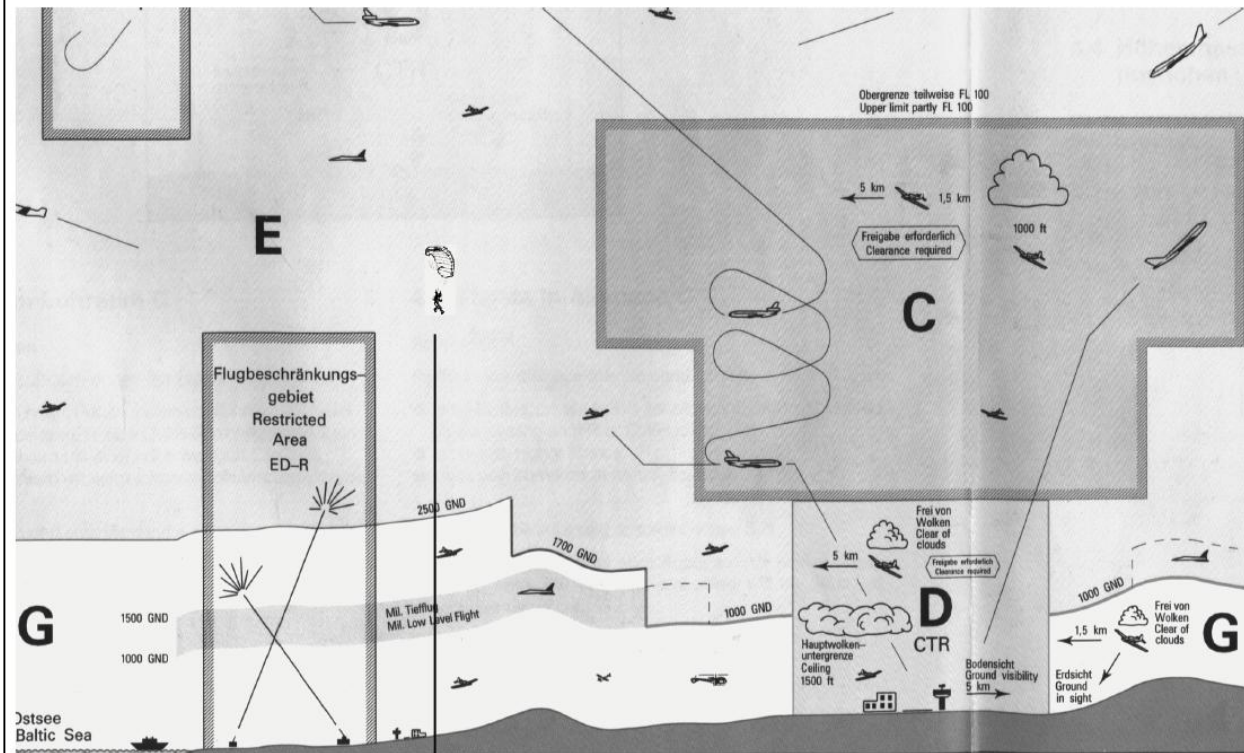 Obergrenze teilweise FL 100
Upper limit partly FL 100
5 km
1,5 km
Freigabe erforderlich
Clearance required
1000 ft
E
C
Flugbeschränkungs–
gebiet
Restricted
Area
ED–R
2500 GND
1700 GND
1500 GND
1000 GND
G
Mil. Tiefflug
Mil. Low Level Flight
1000 GND
Frei von
Wolken
Clear of
clouds
5 km
Freigabe erforderlich
Clearance required
D
CTR
Hauptwolken–
untergrenze
Ceiling
1500 ft
Bodensicht
Ground visibility
5 km
1000 GND
Frei von
Wolken
Clear of
clouds
1,5 km
G
Erdsicht
Ground
in sight
Ostsee
Baltic Sea